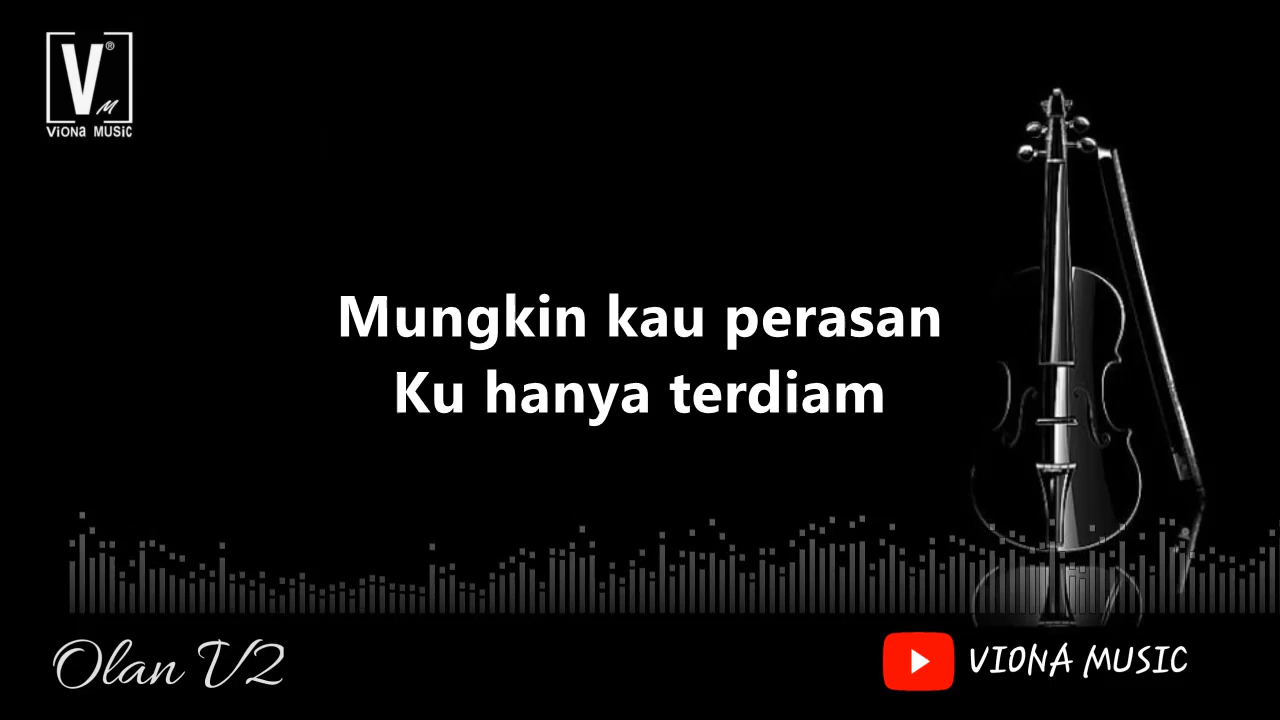 V®
M
ViONa MUSiC
Mungkin kau perasan
Ku hanya terdiam
Olan V2
VIONA MUSIC